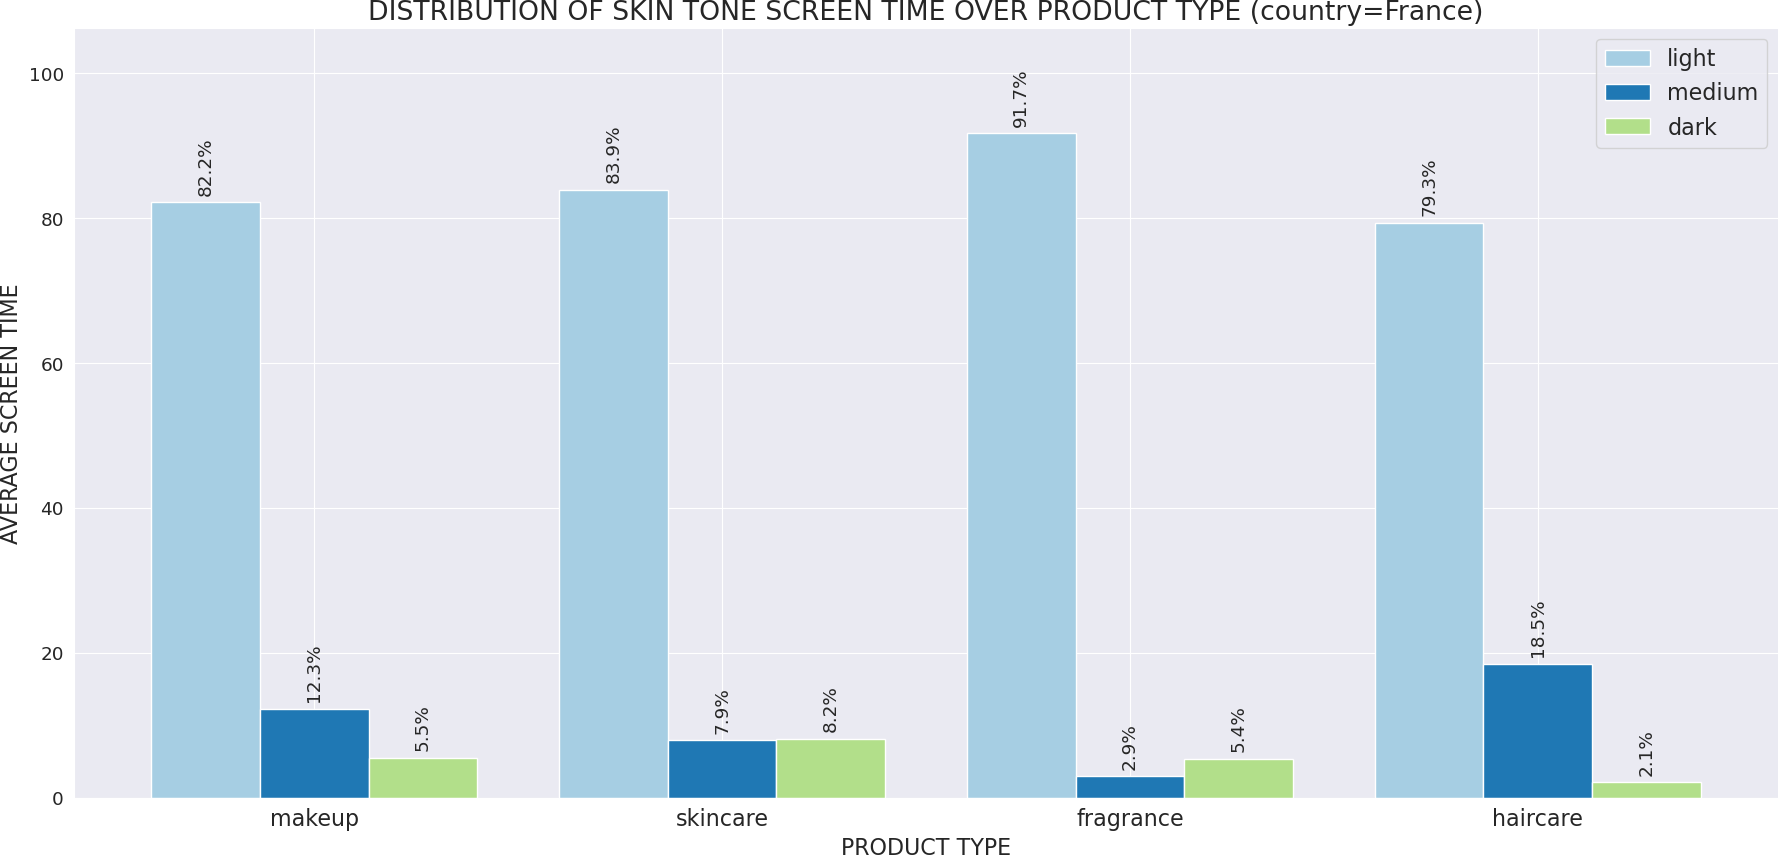 DISTRIBUTION OF SKIN TONE SCREEN TIME OVER PRODUCT TYPE (country=France)
light
medium
dark
AVERAGE SCREEN TIME
100
80
60
40
20
0
82.2%
12.3%
5.5%
83.9%
7.9%
8.2%
91.7%
2.9%
5.4%
79.3%
18.5%
2.1%
makeup skincare fragrance haircare
PRODUCT TYPE